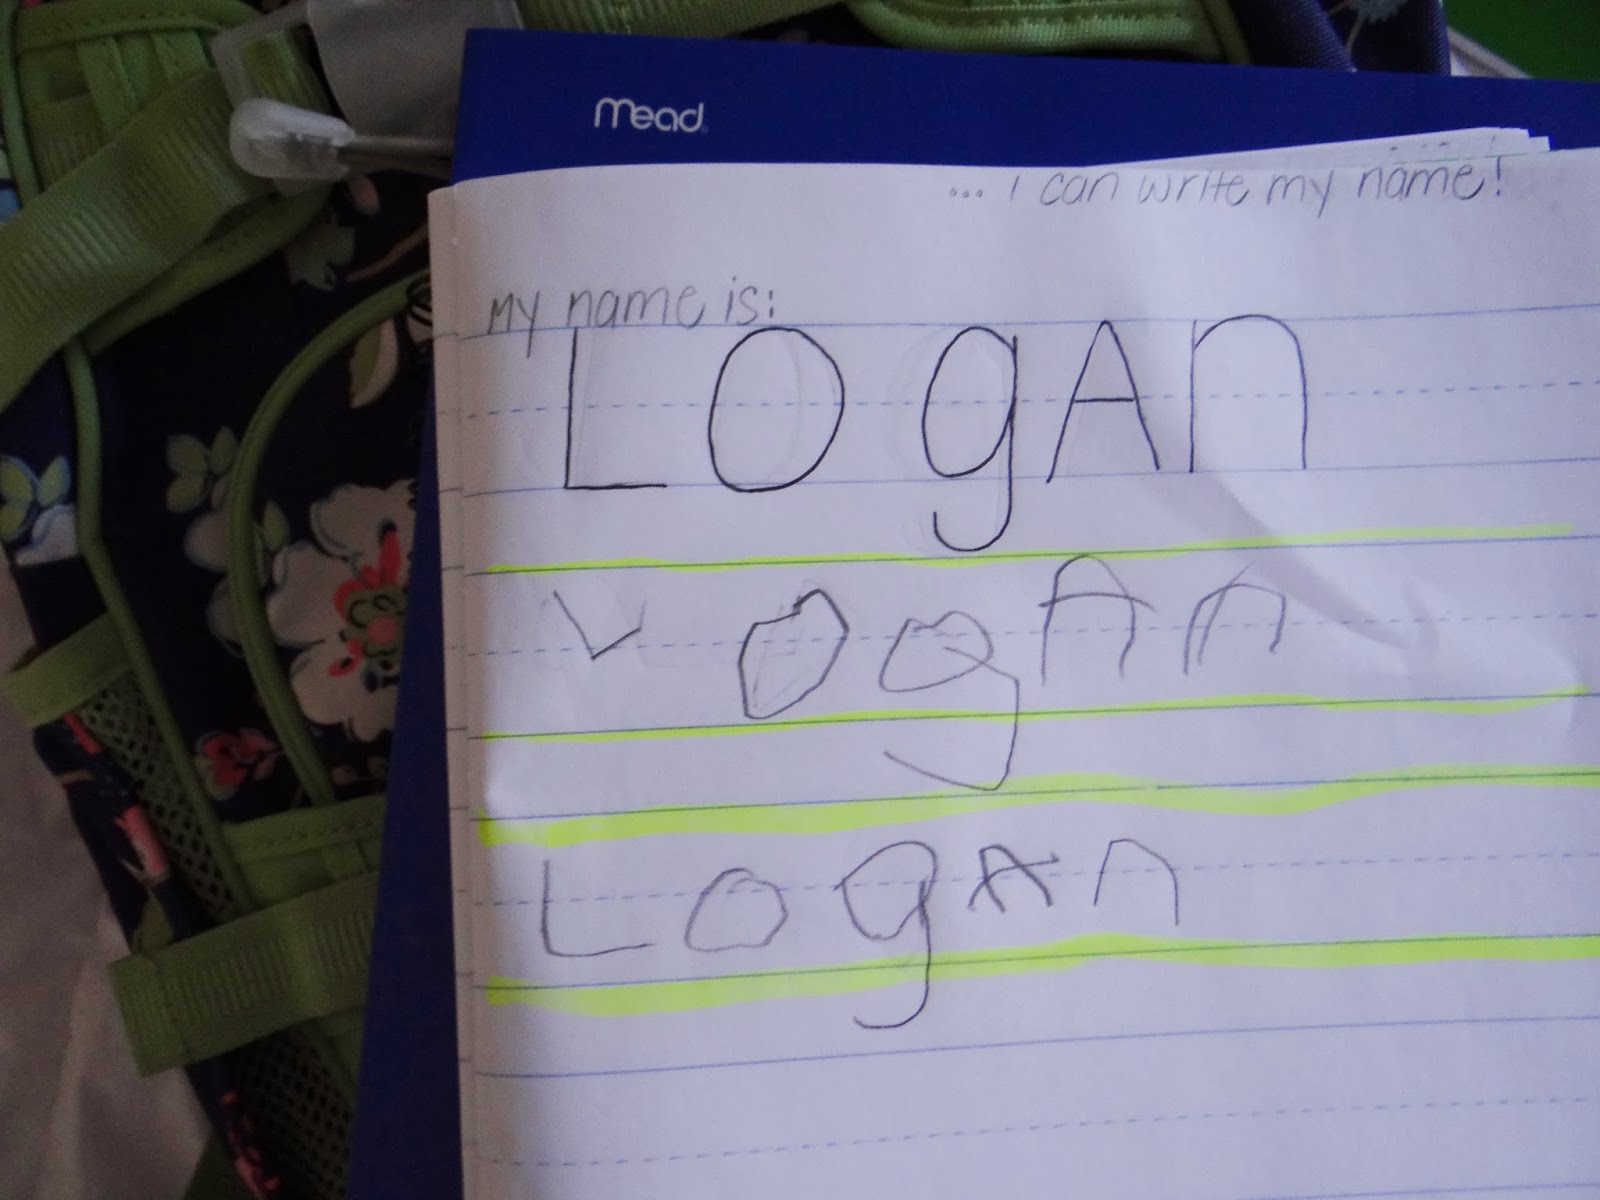 mead
... i can write my name!
My name is:
LOgAn
LOgAn
LOgAn